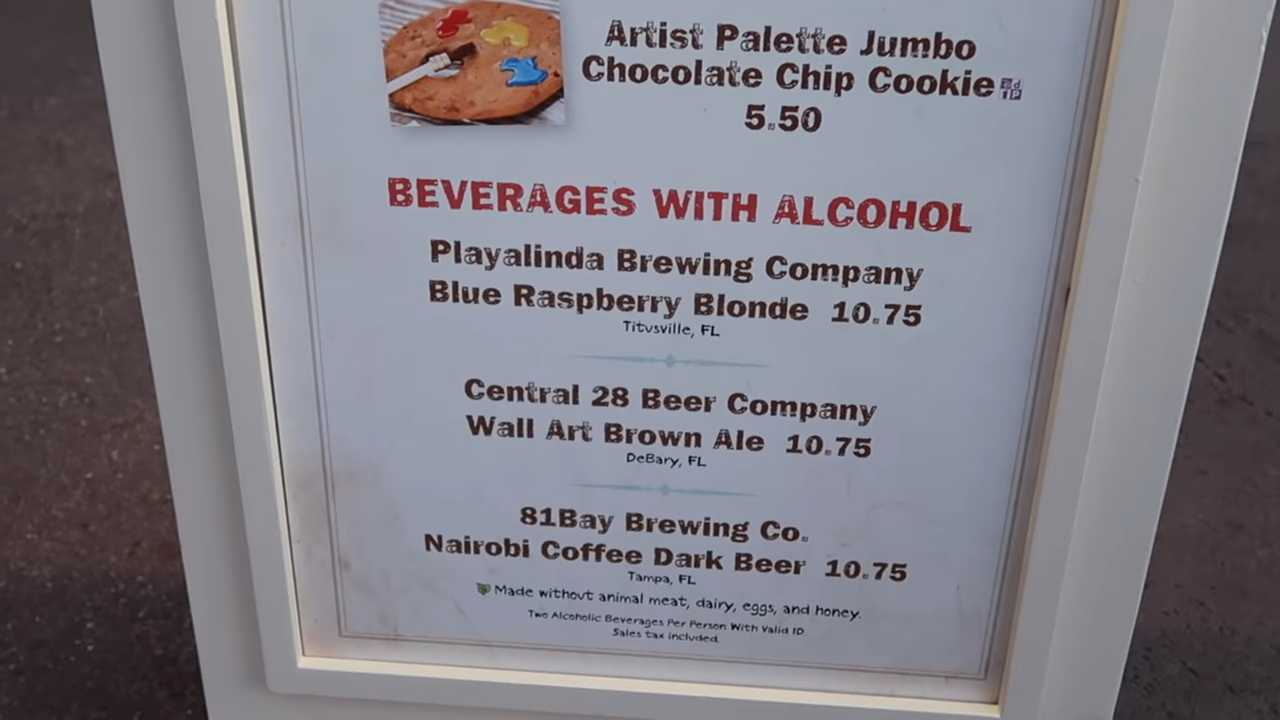 Artist Palette Jumbo
Chocolate Chip Cookie
5.50
BEVERAGES WITH ALCOHOL
Playalinda Brewing Company
Blue Raspberry Blonde 10.75
Titusville, FL
Central 28 Beer Company
Wall Art Brown Ale 10.75
DeBary, FL
81Bay Brewing Co.
Nairobi Coffee Dark Beer 10.75
Tampa, FL
Made without animal meat, dairy, eggs, and honey.
Two Alcoholic Beverages Per Person With Valid ID
Sales tax included.